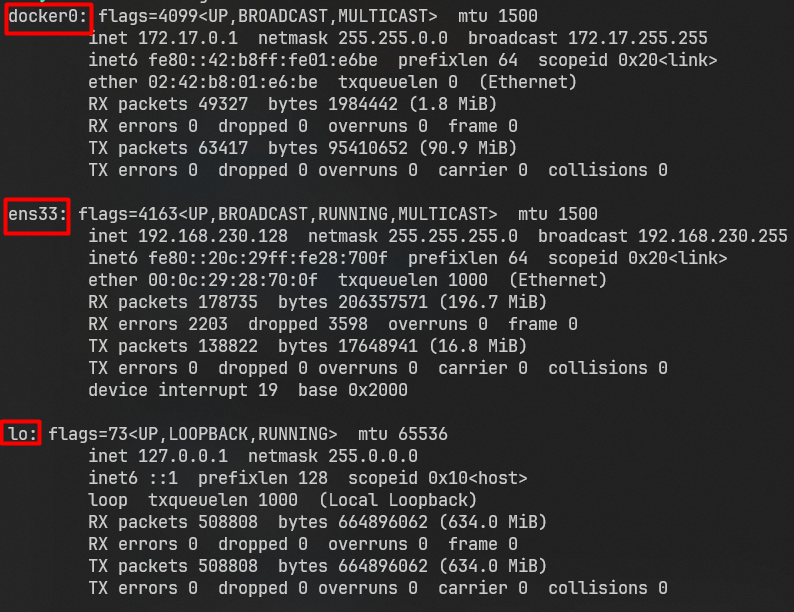 docker0: flags=4099<UP,BROADCAST,MULTICAST>  mtu 1500
        inet 172.17.0.1  netmask 255.255.0.0  broadcast 172.17.255.255
        inet6 fe80::42:b8ff:fe01:e6be  prefixlen 64  scopeid 0x20<link>
        ether 02:42:b8:01:e6:be  txqueuelen 0  (Ethernet)
        RX packets 49327  bytes 1984442 (1.8 MiB)
        RX errors 0  dropped 0  overruns 0  frame 0
        TX packets 63417  bytes 95410652 (90.9 MiB)
        TX errors 0  dropped 0 overruns 0  carrier 0  collisions 0
ens33: flags=4163<UP,BROADCAST,RUNNING,MULTICAST>  mtu 1500
        inet 192.168.230.128  netmask 255.255.255.0  broadcast 192.168.230.255
        inet6 fe80::20c:29ff:fe28:700f  prefixlen 64  scopeid 0x20<link>
        ether 00:0c:29:28:70:0f  txqueuelen 1000  (Ethernet)
        RX packets 178735  bytes 206357571 (196.7 MiB)
        RX errors 2203  dropped 3598  overruns 0  frame 0
        TX packets 138822  bytes 17648941 (16.8 MiB)
        TX errors 0  dropped 0 overruns 0  carrier 0  collisions 0
        device interrupt 19  base 0x2000
lo: flags=73<UP,LOOPBACK,RUNNING>  mtu 65536
        inet 127.0.0.1  netmask 255.0.0.0
        inet6 ::1  prefixlen 128  scopeid 0x10<host>
        loop  txqueuelen 1000  (Local Loopback)
        RX packets 508808  bytes 664896062 (634.0 MiB)
        RX errors 0  dropped 0  overruns 0  frame 0
        TX packets 508808  bytes 664896062 (634.0 MiB)
        TX errors 0  dropped 0 overruns 0  carrier 0  collisions 0